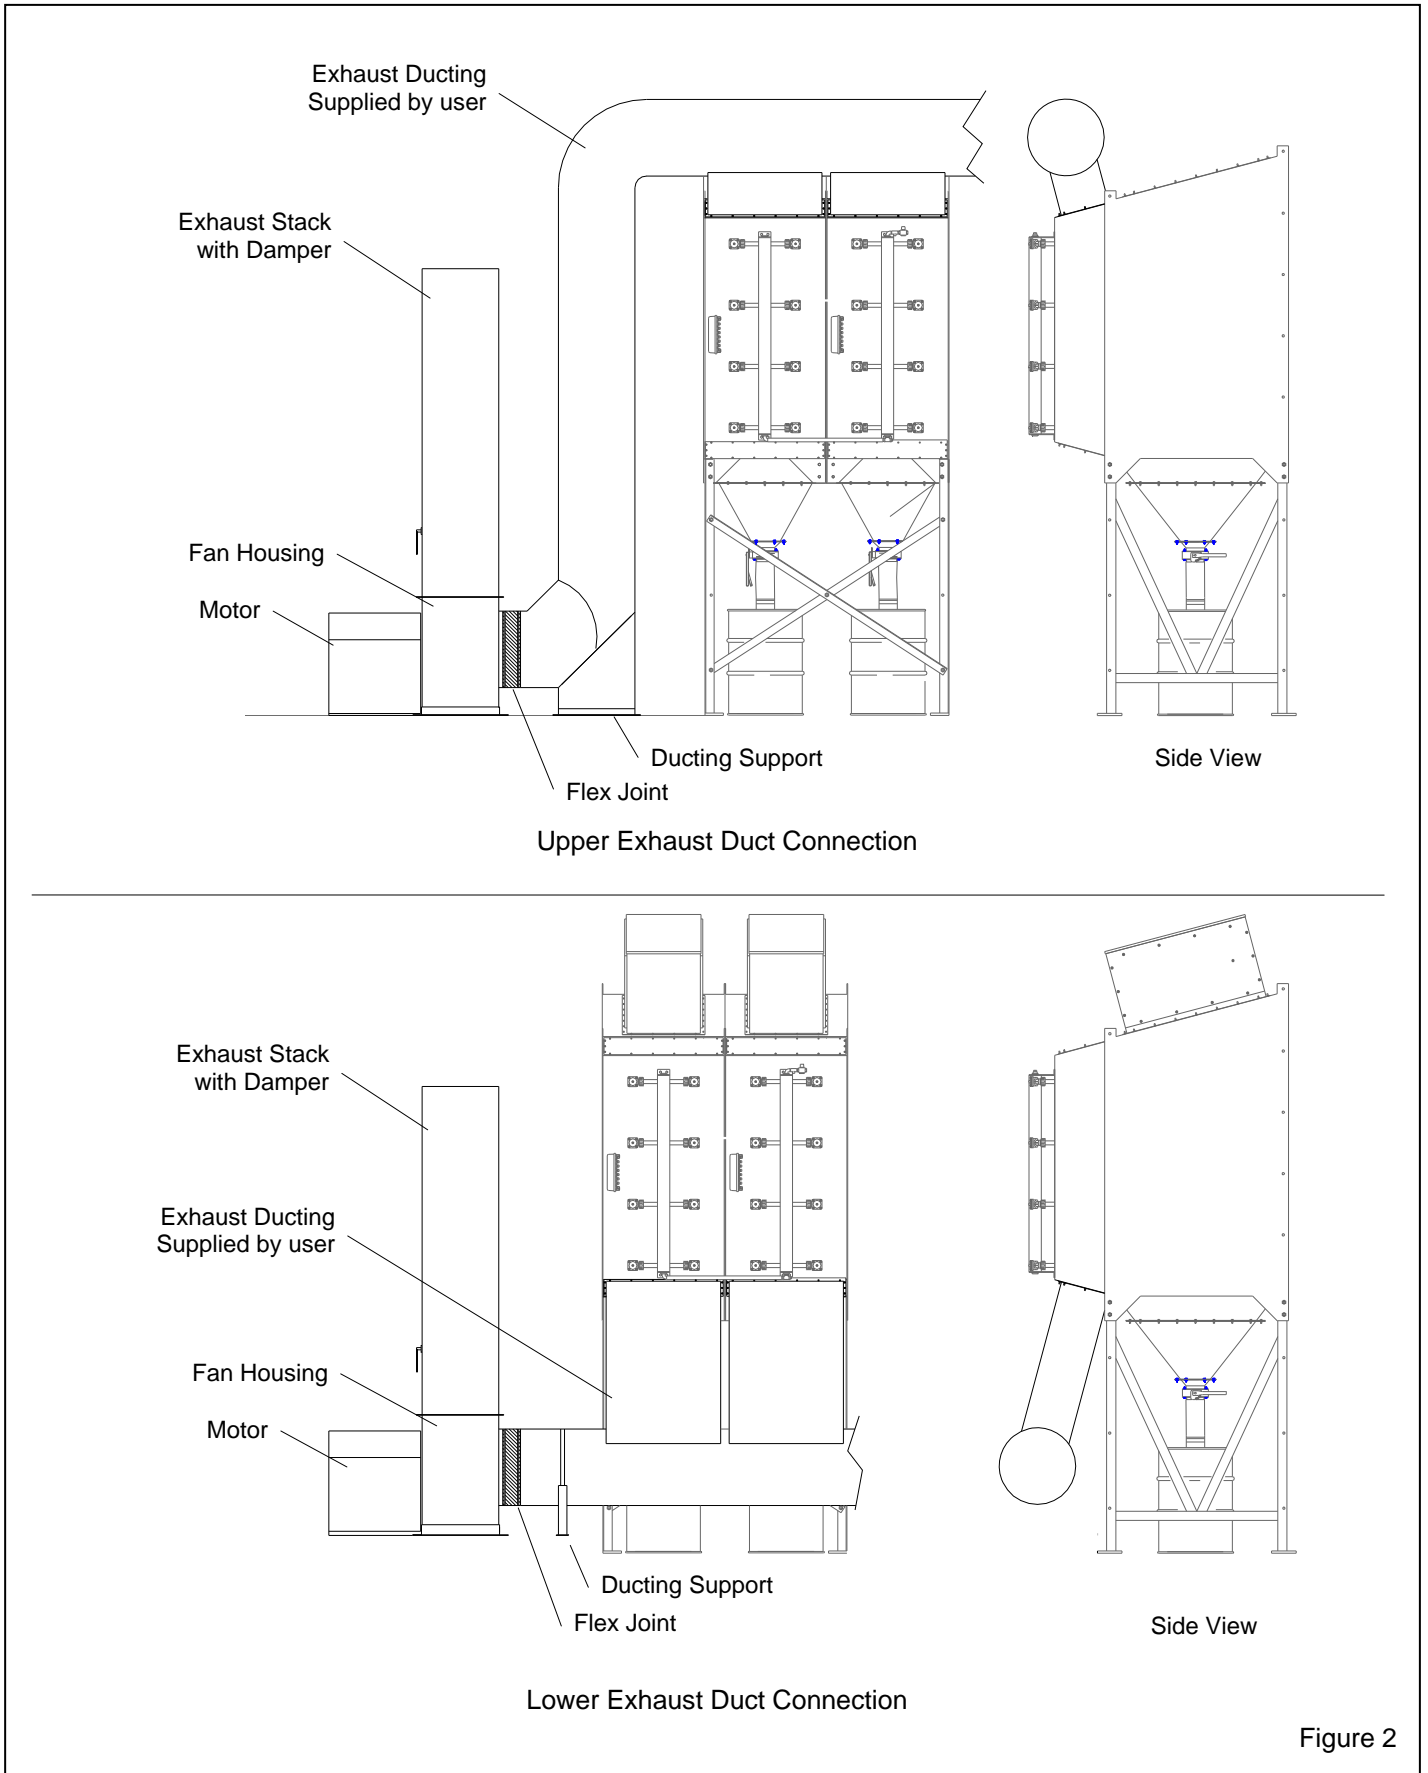 Exhaust Ducting
Supplied by user
Exhaust Stack
with Damper
Fan Housing
Motor
Ducting Support
Side View
Flex Joint
Upper Exhaust Duct Connection
Exhaust Stack
with Damper
Exhaust Ducting
Supplied by user
Fan Housing
Motor
Ducting Support
Flex Joint
Side View
Lower Exhaust Duct Connection
Figure 2